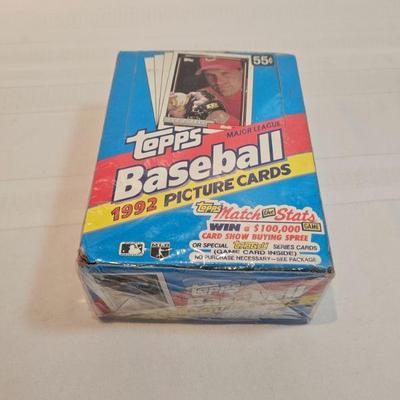 55¢
Topps
MAJOR LEAGUE
Baseball
1992 PICTURE CARDS
Topps Match the Stats GAME
WIN a $100,000
CARD SHOW BUYING SPREE
OR SPECIAL SERIES CARDS
(GAME CARD INSIDE)
NO PURCHASE NECESSARY—SEE PACKAGE
Baseball